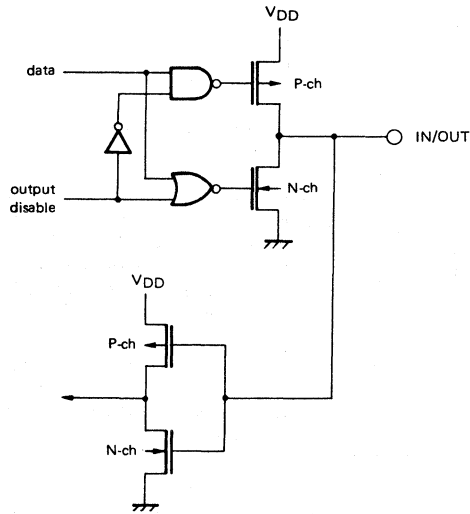 VDD
data
P-ch
IN/OUT
output
disable
N-ch
VDD
P-ch
N-ch